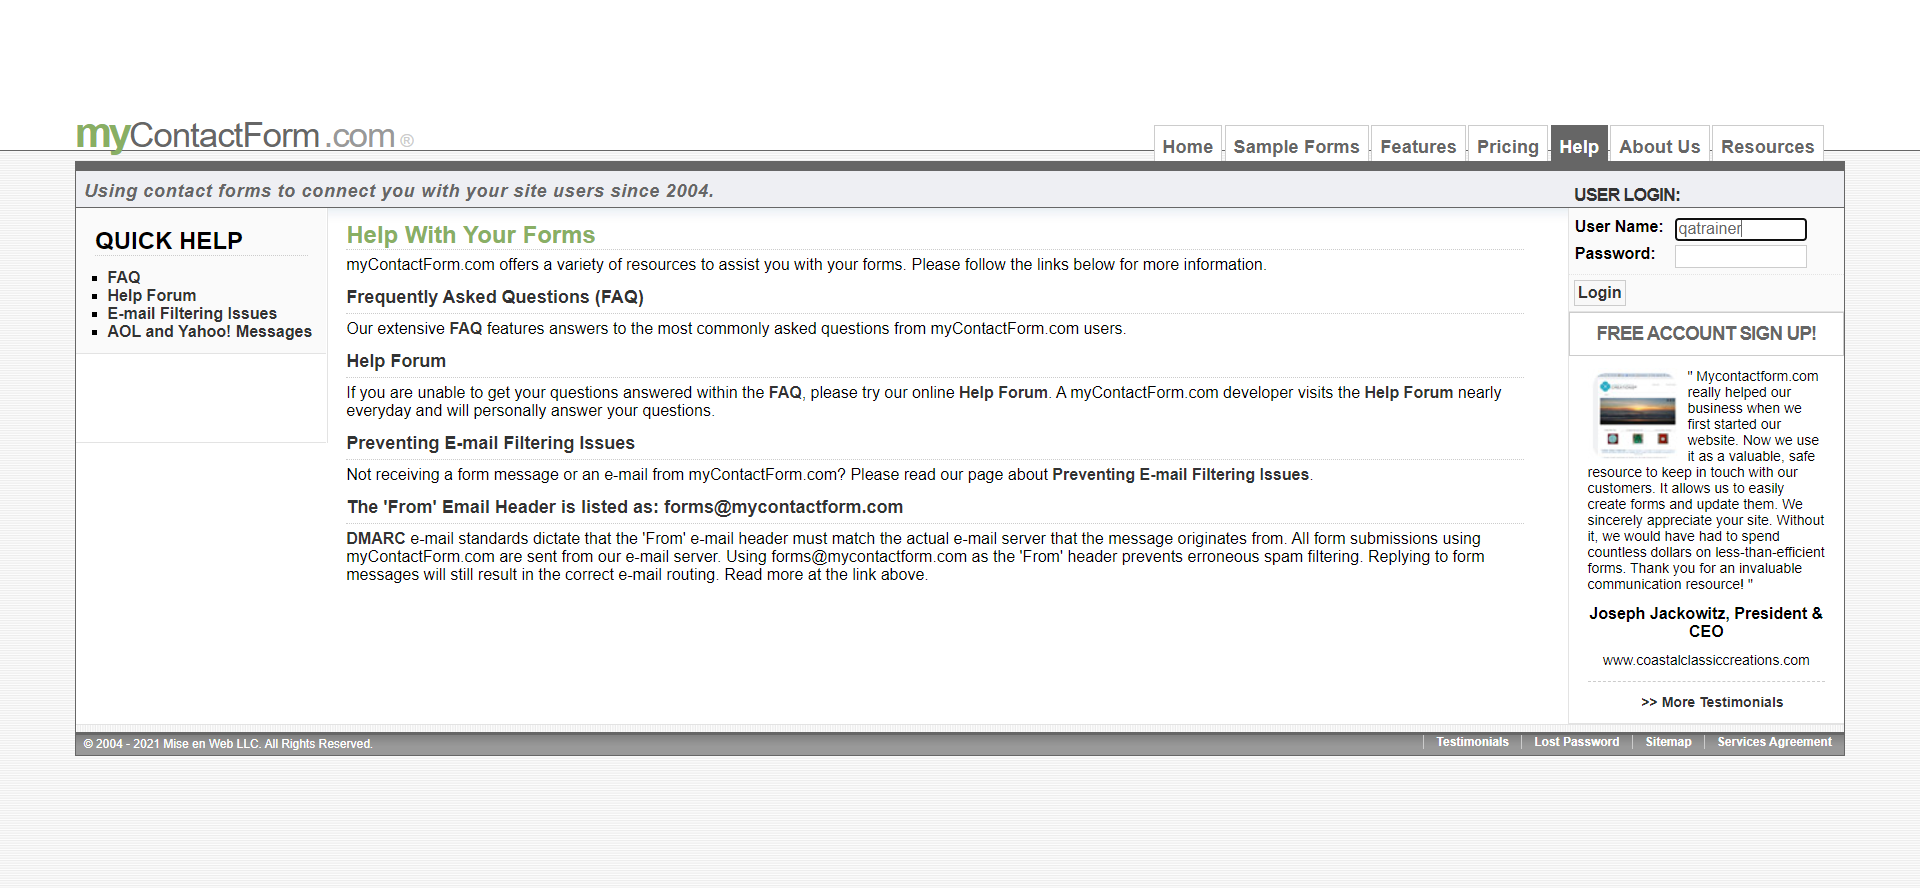 myContactForm.com®
Home
Sample Forms
Features
Pricing
Help
About Us
Resources
Using contact forms to connect you with your site users since 2004.
USER LOGIN:
QUICK HELP
FAQ
Help Forum
E-mail Filtering Issues
AOL and Yahoo! Messages
Help With Your Forms
myContactForm.com offers a variety of resources to assist you with your forms. Please follow the links below for more information.
Frequently Asked Questions (FAQ)
Our extensive FAQ features answers to the most commonly asked questions from myContactForm.com users.
Help Forum
If you are unable to get your questions answered within the FAQ, please try our online Help Forum. A myContactForm.com developer visits the Help Forum nearly
everyday and will personally answer your questions.
Preventing E-mail Filtering Issues
Not receiving a form message or an e-mail from myContactForm.com? Please read our page about Preventing E-mail Filtering Issues.
The 'From' Email Header is listed as: forms@mycontactform.com
DMARC e-mail standards dictate that the 'From' e-mail header must match the actual e-mail server that the message originates from. All form submissions using
myContactForm.com are sent from our e-mail server. Using forms@mycontactform.com as the 'From' header prevents erroneous spam filtering. Replying to form
messages will still result in the correct e-mail routing. Read more at the link above.
User Name: qatrainer
Password:
Login
FREE ACCOUNT SIGN UP!
" Mycontactform.com
really helped our
business when we
first started our
website. Now we use
it as a valuable, safe
resource to keep in touch with our
customers. It allows us to easily
create forms and update them. We
sincerely appreciate your site. Without
it, we would have had to spend
countless dollars on less-than-efficient
forms. Thank you for an invaluable
communication resource! "
Joseph Jackowitz, President &
CEO
www.coastalclassiccreations.com
>> More Testimonials
© 2004 - 2021 Mise en Web LLC. All Rights Reserved.
Testimonials
Lost Password
Sitemap
Services Agreement